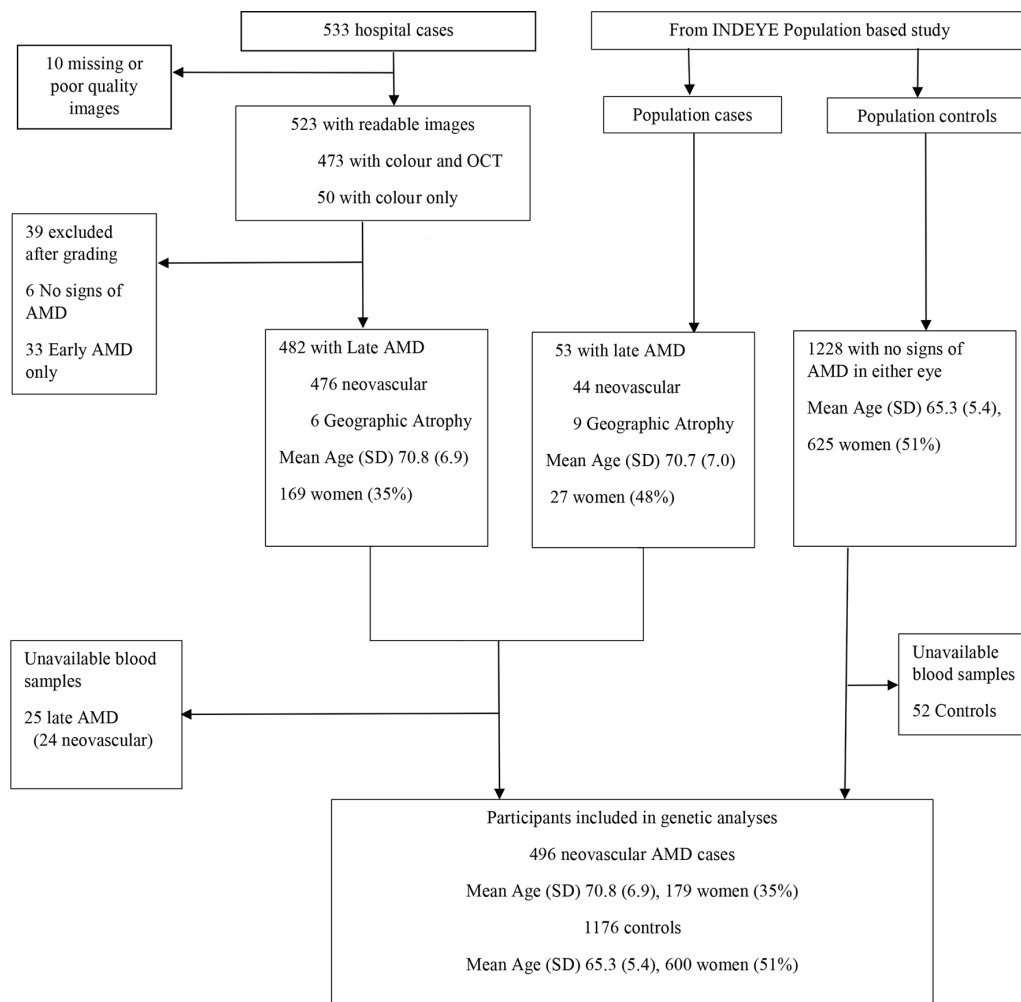 533 hospital cases
From INDEYE Population based study
10 missing or
poor quality
images
Population cases
Population controls
523 with readable images
473 with colour and OCT
50 with colour only
39 excluded
after grading
6 No signs of
AMD
33 Early AMD
only
482 with Late AMD
476 neovascular
6 Geographic Atrophy
Mean Age (SD) 70.8 (6.9)
169 women (35%)
53 with late AMD
44 neovascular
9 Geographic Atrophy
Mean Age (SD) 70.7 (7.0)
27 women (48%)
1228 with no signs of
AMD in either eye
Mean Age (SD) 65.3 (5.4),
625 women (51%)
Unavailable blood
samples
25 late AMD
(24 neovascular)
Unavailable
blood samples
52 Controls
Participants included in genetic analyses
496 neovascular AMD cases
Mean Age (SD) 70.8 (6.9), 179 women (35%)
1176 controls
Mean Age (SD) 65.3 (5.4), 600 women (51%)